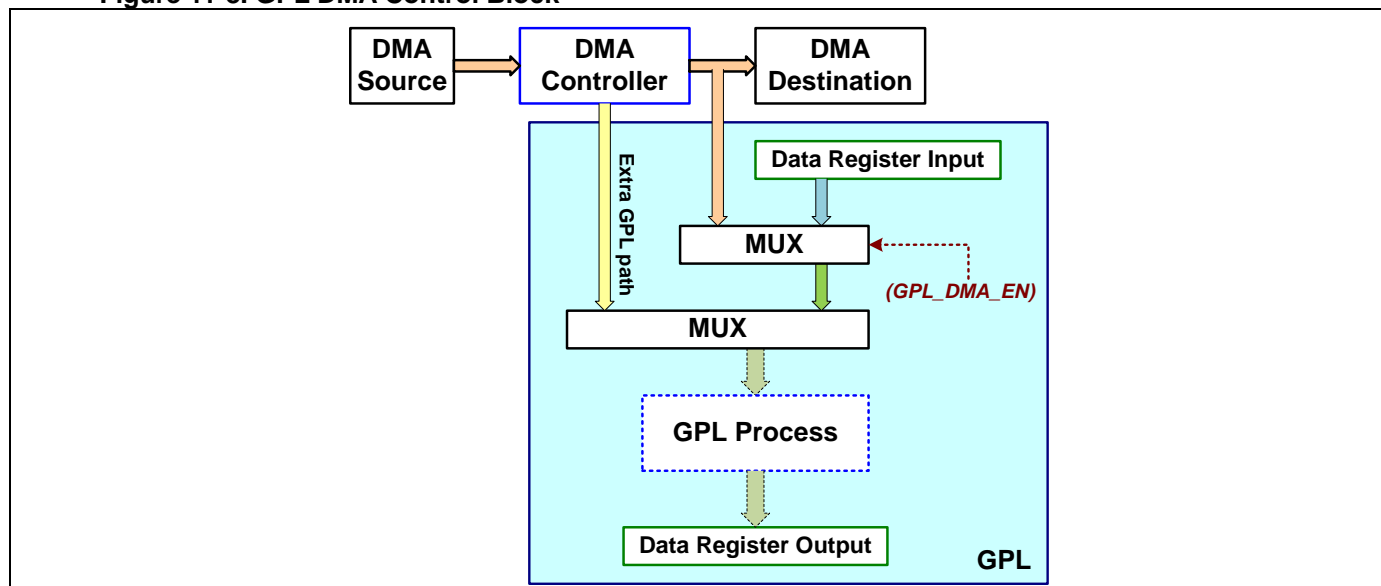 DMA
Source
DMA
Controller
DMA
Destination
Extra GPL path
Data Register Input
MUX
(GPL_DMA_EN)
MUX
GPL Process
Data Register Output
GPL